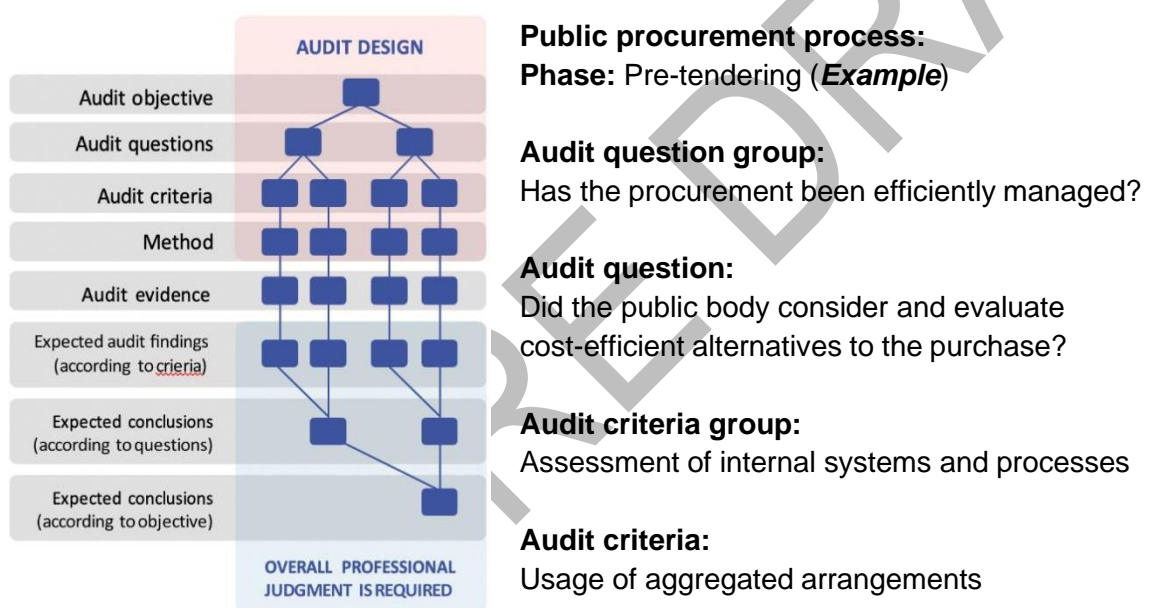 AUDIT DESIGN
Audit objective
Audit questions
Audit criteria
Method
Audit evidence
Expected audit findings
(according to crieria)
Expected conclusions
(according to questions)
Expected conclusions
(according to objective)
OVERALL PROFESSIONAL
JUDGMENT IS REQUIRED
Public procurement process:
Phase: Pre-tendering (Example)
Audit question group:
Has the procurement been efficiently managed?
Audit question:
Did the public body consider and evaluate
cost-efficient alternatives to the purchase?
Audit criteria group:
Assessment of internal systems and processes
Audit criteria:
Usage of aggregated arrangements